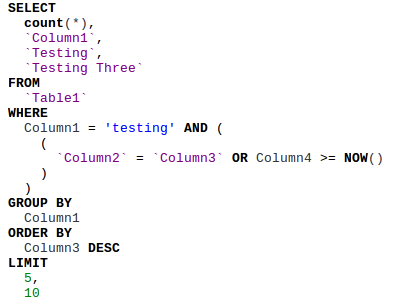 SELECT
count(*),
`Column1`,
`Testing`,
`Testing Three`
FROM
`Table1`
WHERE
Column1 = 'testing' AND (
(
`Column2` = `Column3` OR Column4 >= NOW()
)
)
GROUP BY
Column1
ORDER BY
Column3 DESC
LIMIT
5,
10